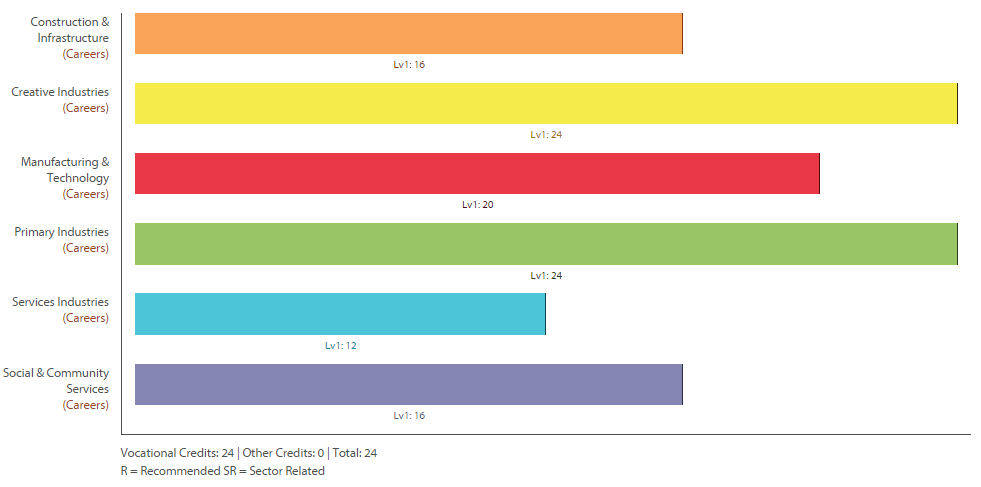 Construction &
Infrastructure
(Careers)
Lv1: 16
Creative Industries
(Careers)
Lv1: 24
Manufacturing &
Technology
(Careers)
Lv1: 20
Primary Industries
(Careers)
Lv1: 24
Services Industries
(Careers)
Lv1: 12
Social & Community
Services
(Careers)
Lv1: 16
Vocational Credits: 24 | Other Credits: 0 | Total: 24
R = Recommended SR = Sector Related